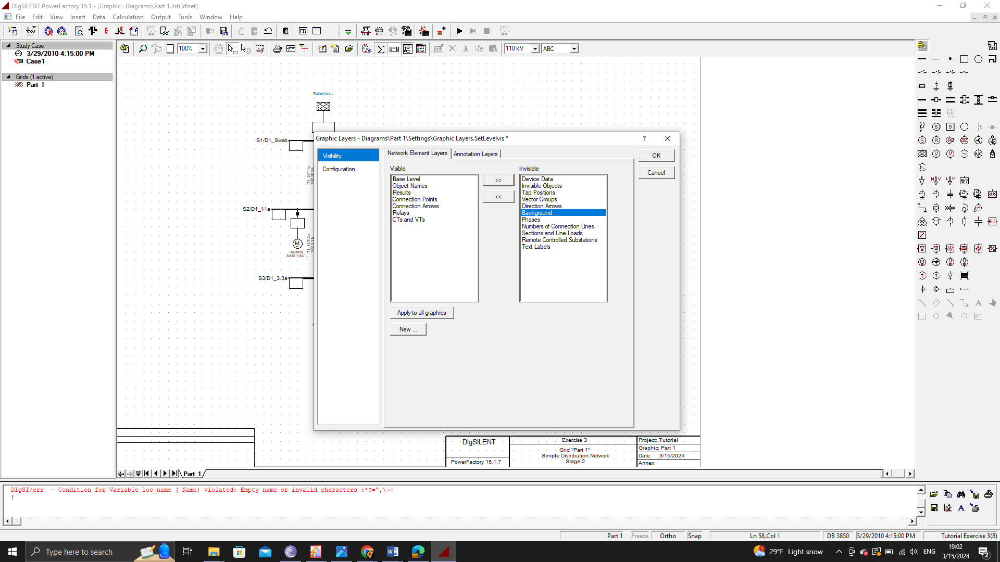 DIgSILENT PowerFactory 15.1 - [Graphic : Diagrams\Part 1.IntGrfnet]
File Edit View Insert Data Calculation Output Tools Window Help
100%
110 kV
ABC
Study Case
3/29/2010 4:15:00 PM
Case1
Grids (1 active)
Part 1
Transmiss..
S1/D1_Swab
S2/D1_11a
M
ASM1a
ASM 11kV ..
S3/D1_3.3a
Graphic Layers - Diagrams\Part 1\Settings\Graphic Layers.SetLevelvis *
?
Visibility
Configuration
Network Element Layers
Annotation Layers
OK
Cancel
Visible
Base Level
Object Names
Results
Connection Points
Connection Arrows
Relays
CTs and VTs
>>
<<
Invisible
Device Data
Invisible Objects
Tap Positions
Vector Groups
Direction Arrows
Background
Phases
Numbers of Connection Lines
Sections and Line Loads
Remote Controlled Substations
Text Labels
Apply to all graphics
New ...
DIgSILENT
PowerFactory 15.1.7
Exercise 3
Grid "Part 1"
Simple Distribution Network
Stage 2
Project: Tutorial
Graphic: Part 1
Date: 3/15/2024
Annex:
Part 1
DIgSI/err - Condition for Variable loc_name ( Name) violated: Empty name or invalid characters :*?=",\~|
!
Part 1 Freeze Ortho Snap Ln 58,Col 1 DB 3850 3/29/2010 4:15:00 PM Tutorial Exercise 3(8)
Type here to search
29°F Light snow
ENG
19:02
3/15/2024
2